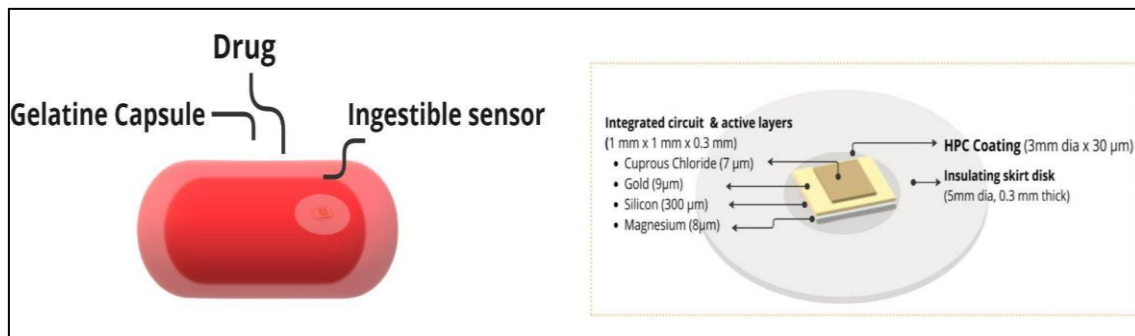 Drug
Gelatine Capsule
Ingestible sensor
Integrated circuit & active layers
(1 mm x 1 mm x 0.3 mm)
• Cuprous Chloride (7 µm)
• Gold (9µm)
• Silicon (300 µm)
• Magnesium (8µm)
HPC Coating (3mm dia x 30 µm)
Insulating skirt disk
(5mm dia, 0.3 mm thick)